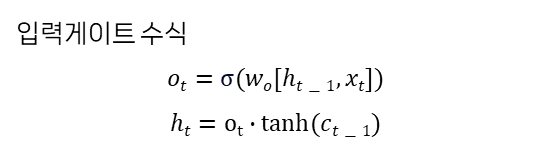 입력게이트 수식
o_t = σ(w_o[h_{t _ 1}, x_t])
h_t = o_t · tanh(c_{t _ 1})